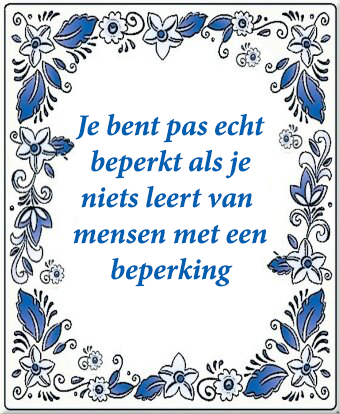 Je bent pas echt
beperkt als je
niets leert van
mensen met een
beperking